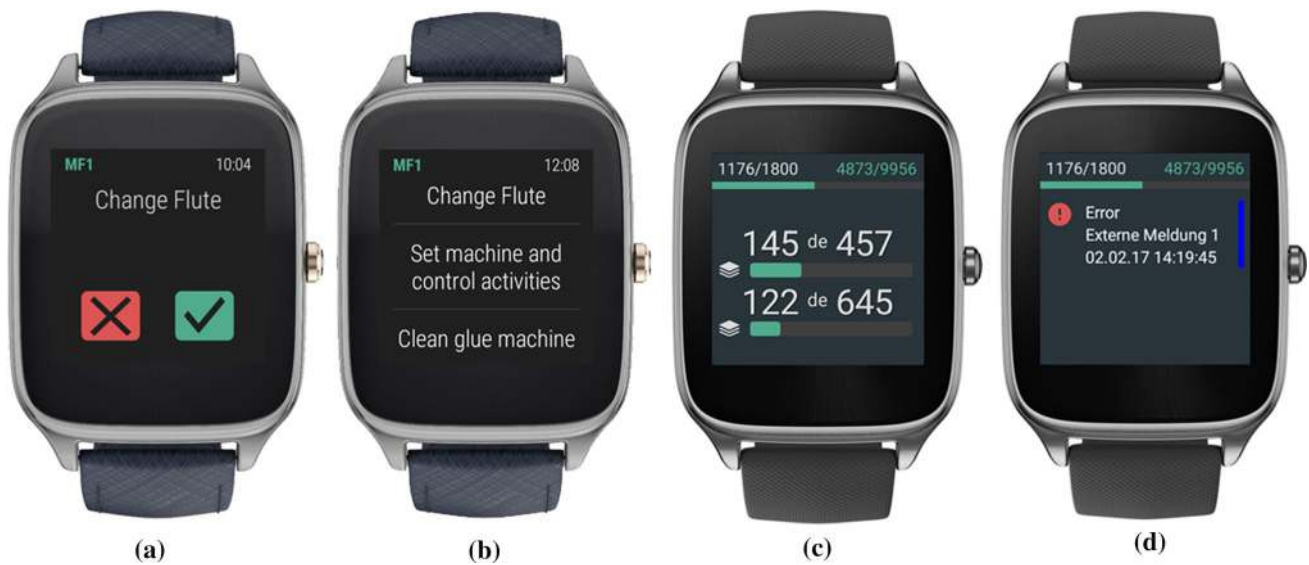 MF1 10:04
Change Flute
(a)
MF1 12:08
Change Flute
Set machine and
control activities
Clean glue machine
(b)
1176/1800 4873/9956
145 de 457
122 de 645
(c)
1176/1800 4873/9956
Error
Externe Meldung 1
02.02.17 14:19:45
(d)